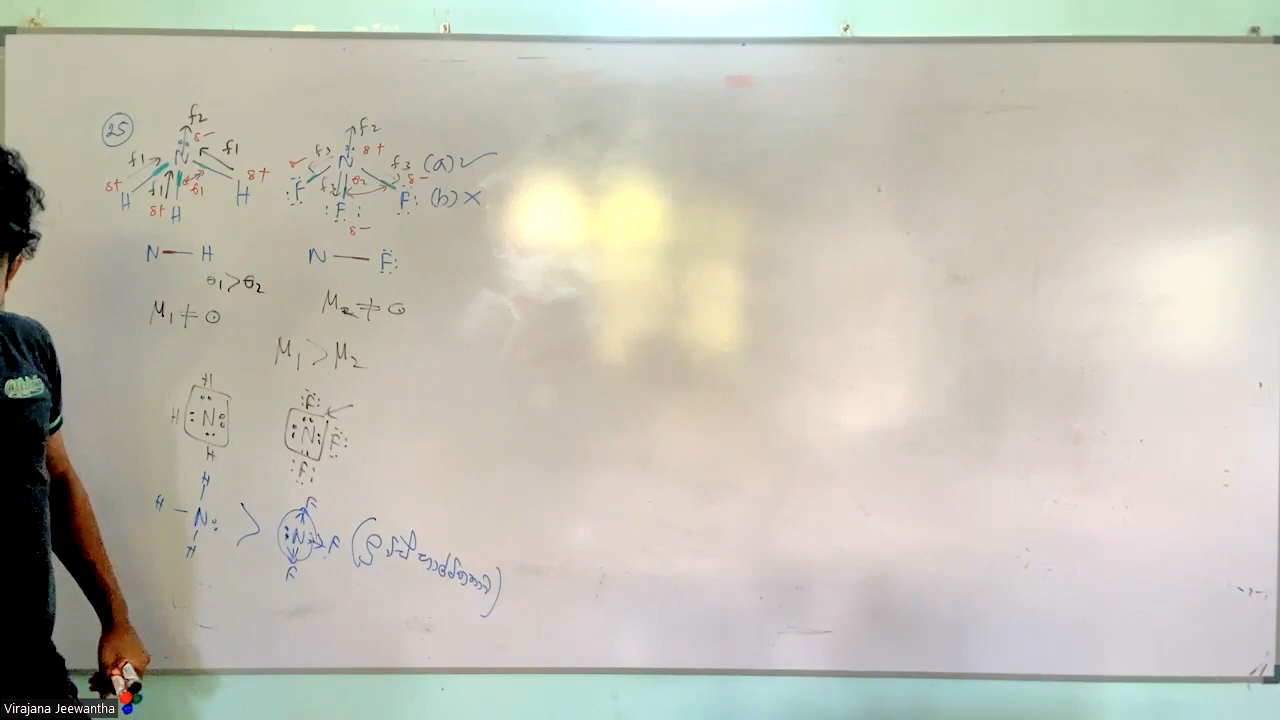 25
f2 f2
δ- δ+
N N
f1 f1 f3 f3 (a) ✓
δ+ f1 θ1 δ+ δ- f3 θ2 δ-
H H F F (b) ×
δ+ H F
δ-
N — H N — F
θ1 > θ2
M1 ≠ 0 M2 ≠ 0
M1 > M2
H F
H N N F
H F
H
H - N > N
H
Virajana Jeewantha